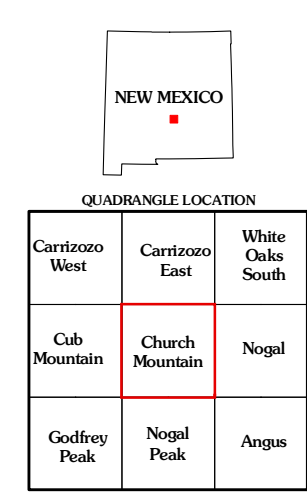 NEW MEXICO
QUADRANGLE LOCATION
Carrizozo
West
Carrizozo
East
White
Oaks
South
Cub
Mountain
Church
Mountain
Nogal
Godfrey
Peak
Nogal
Peak
Angus